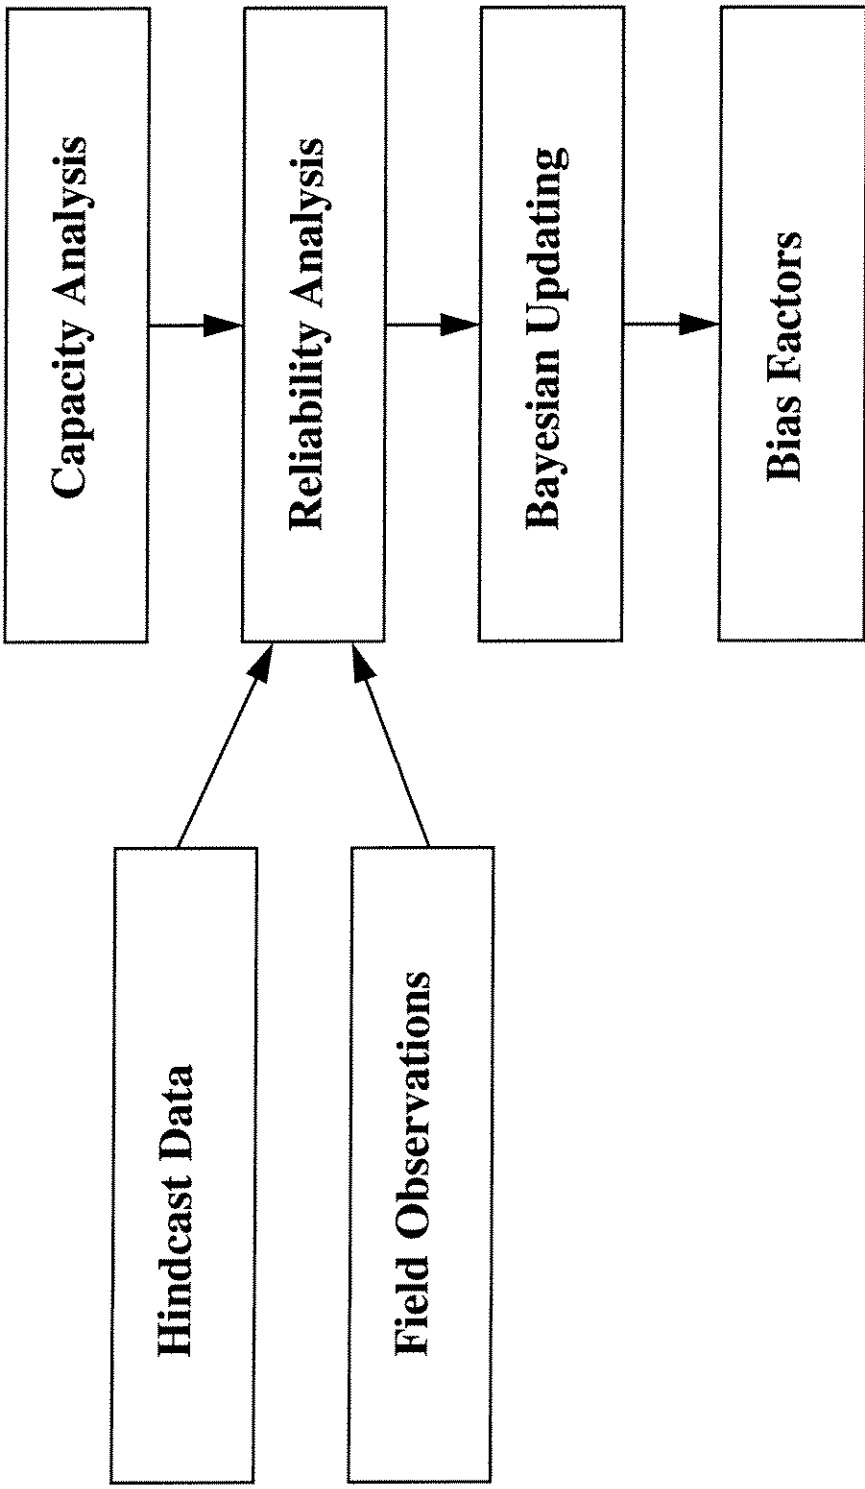 Capacity Analysis
Reliability Analysis
Bayesian Updating
Bias Factors
Hindcast Data
Field Observations